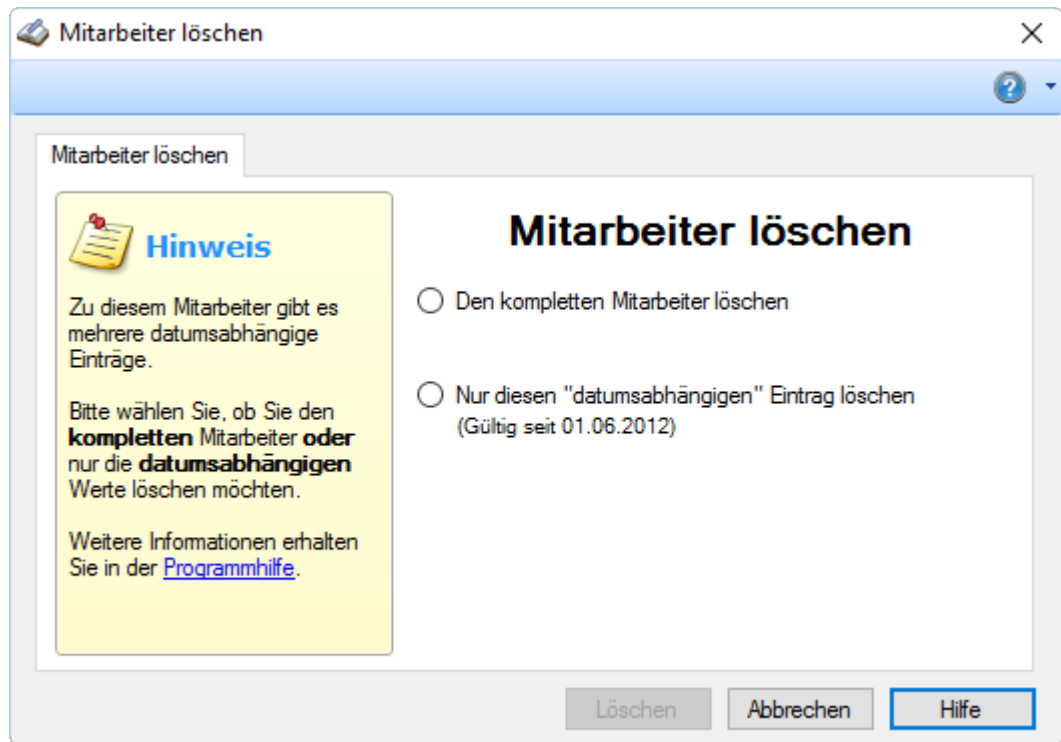 Mitarbeiter löschen
Mitarbeiter löschen
Hinweis
Zu diesem Mitarbeiter gibt es
mehrere datumsabhängige
Einträge.
Bitte wählen Sie, ob Sie den
kompletten Mitarbeiter oder
nur die datumsabhängigen
Werte löschen möchten.
Weitere Informationen erhalten
Sie in der Programmhilfe.
Mitarbeiter löschen
Den kompletten Mitarbeiter löschen
Nur diesen "datumsabhängigen" Eintrag löschen
(Gültig seit 01.06.2012)
Löschen Abbrechen Hilfe